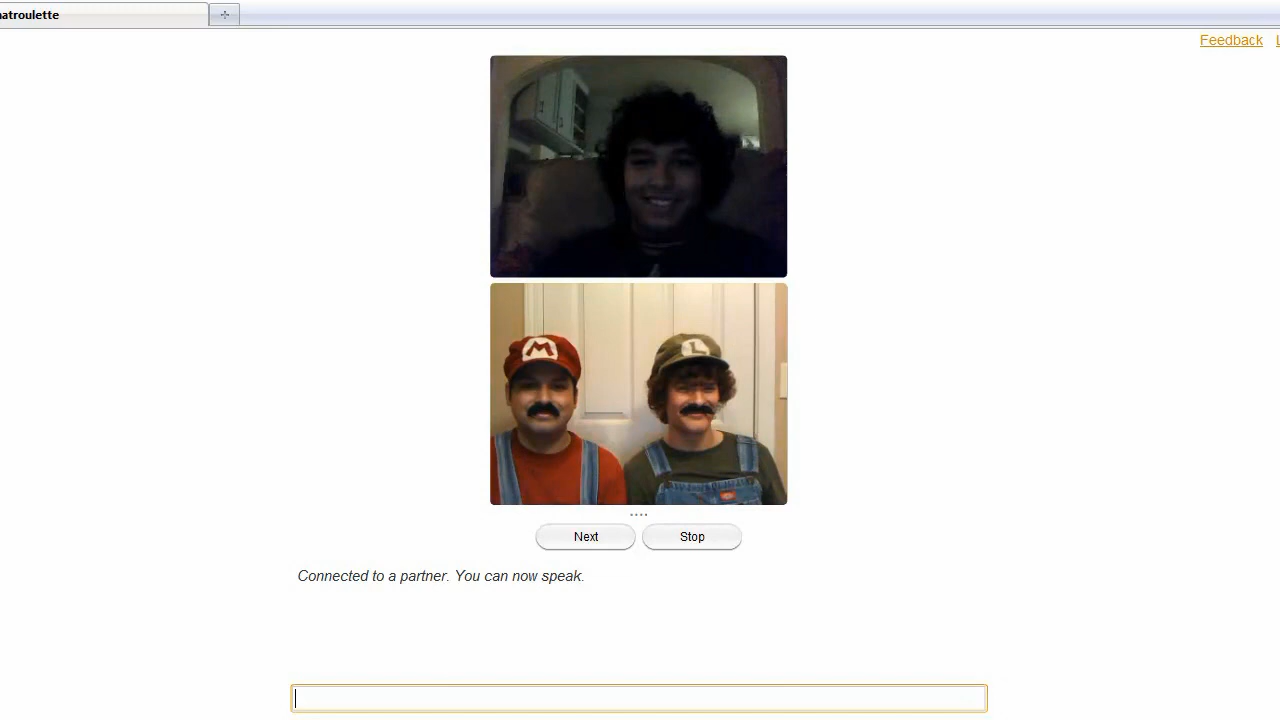 atroulette
Feedback
M
L
Next
Stop
Connected to a partner. You can now speak.